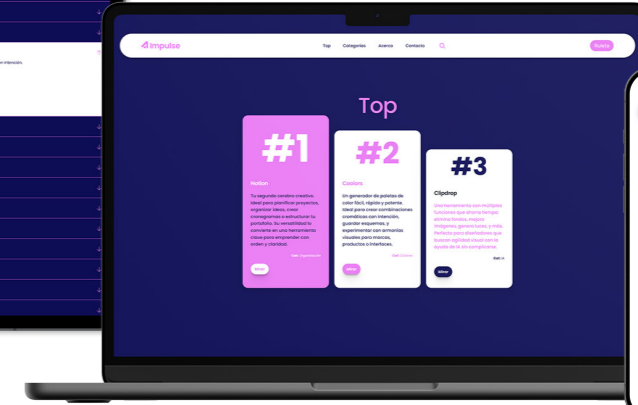 Impulse
Top Categorías Acerca Contacto
Top
#1
Notion
Tu segundo cerebro creativo.
Ideal para planificar proyectos,
organizar ideas, crear
cronogramas o estructurar tu
portafolio. Su versatilidad lo
convierte en una herramienta
clave para emprender con
orden y claridad.
Mirar
#2
Coolors
Un generador de paletas de
color fácil, rápido y potente.
Ideal para crear combinaciones
cromáticas con intención,
guardar esquemas, y
experimentar con armonías
visuales para marcas,
productos o interfaces.
Mirar
#3
Clipdrop
Una herramienta con múltiples
funciones que ahorra tiempo:
elimina fondos, mejora
imágenes, genera luces, y más.
Perfecta para diseñadores que
buscan agilidad visual con la
ayuda de IA sin complicarse.
Mirar